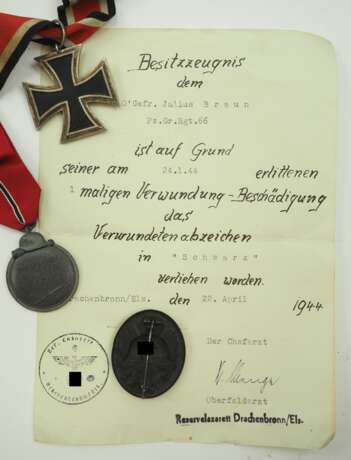 Besitzzeugnis
dem
O'Gefr. Julius Braun
Pz.Gr.Rgt.66
ist auf Grund
seiner am 24.1.44 erlittenen
1 maligen Verwundung - Beschädigung
das
Verwundetenabzeichen
in "Schwarz"
verliehen worden.
Drachenbronn/Els. den 22. April 1944
Der Chefarzt
Oberfeldarzt
Reservelazarett Drachenbronn/Els.